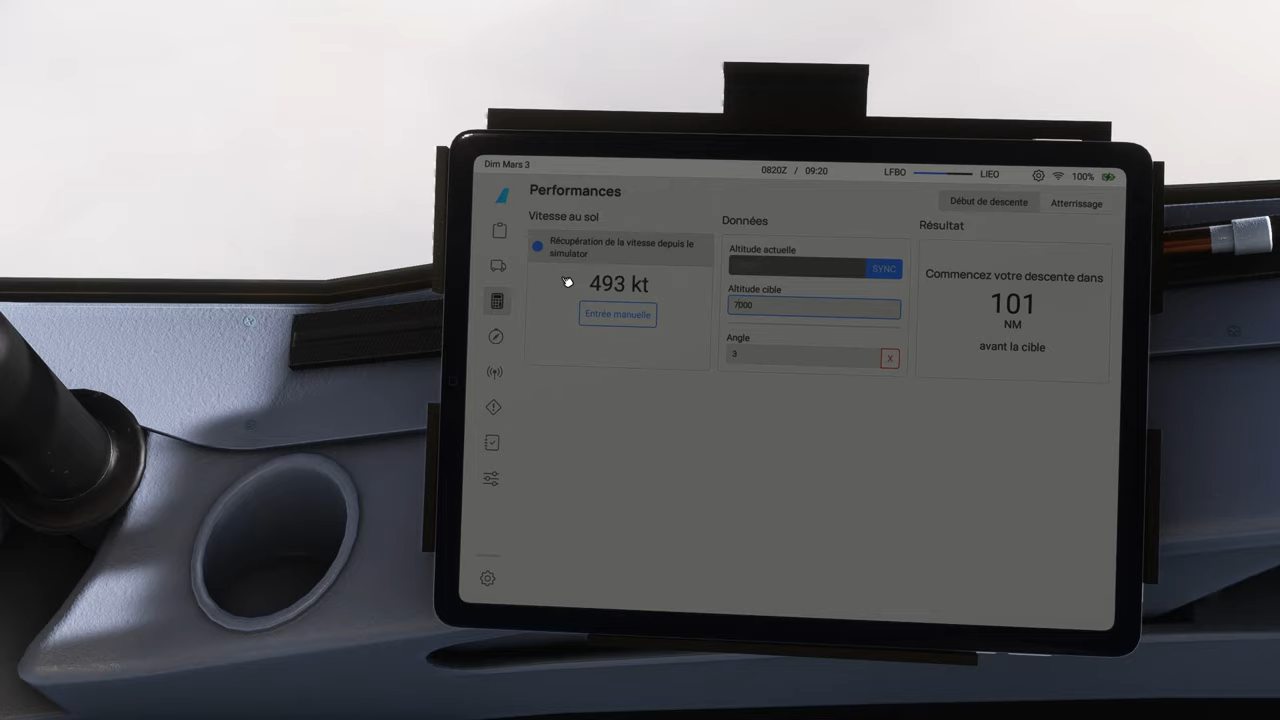 Dim Mars 3
0820Z / 09:20
LFBO
LIEO
100%
Performances
Début de descente
Atterrissage
Vitesse au sol
Récupération de la vitesse depuis le
simulator
493 kt
Entrée manuelle
Données
Altitude actuelle
SYNC
Altitude cible
7000
Angle
3
X
Résultat
Commencez votre descente dans
101
NM
avant la cible